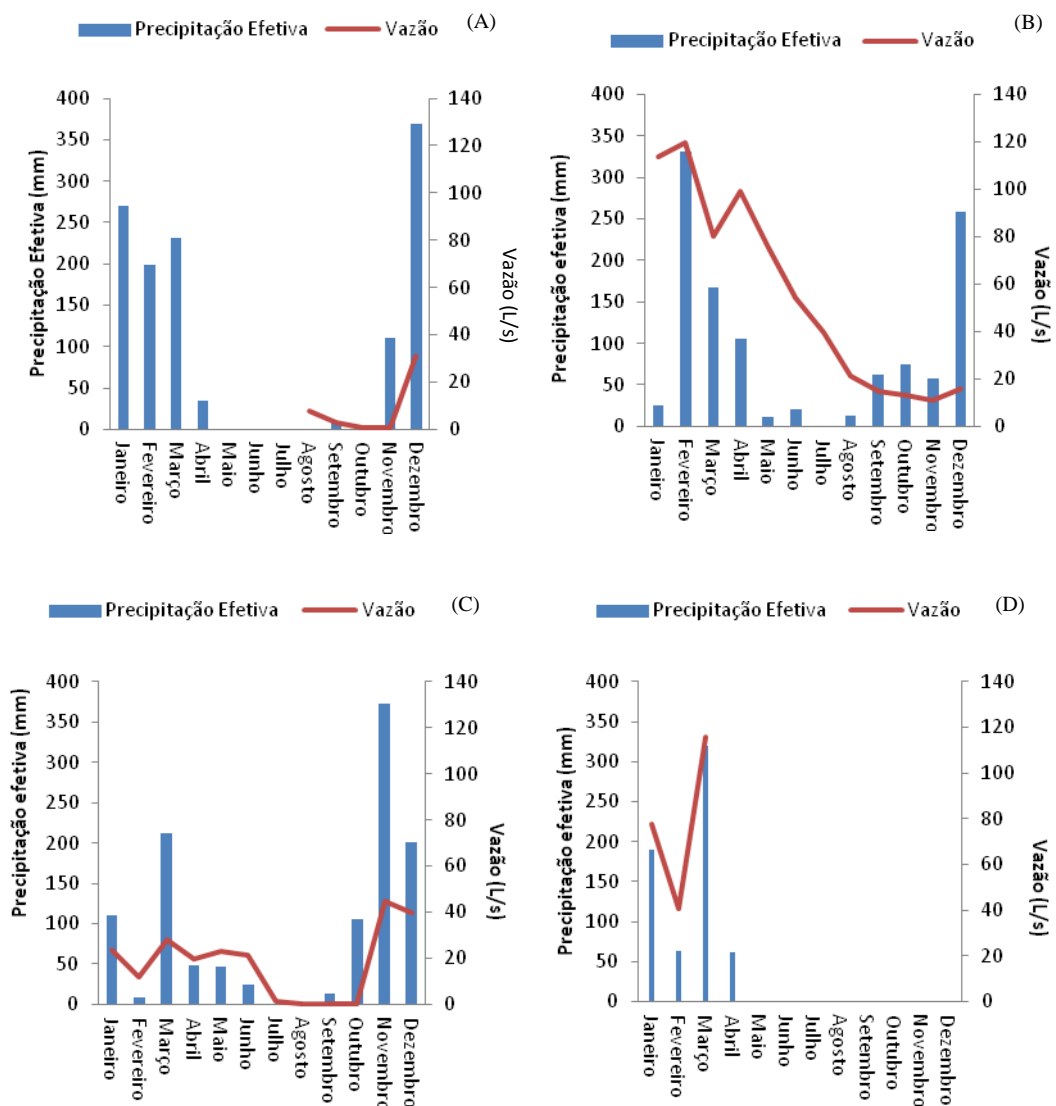 Precipitação Efetiva Vazão (A)
400
350
300
250
200
150
100
50
0
Precipitação Efetiva (mm)
140
120
100
80
60
40
20
0
Vazão (L/s)
Janeiro
Fevereiro
Março
Abril
Maio
Junho
Julho
Agosto
Setembro
Outubro
Novembro
Dezembro
Precipitação Efetiva Vazão (B)
400
350
300
250
200
150
100
50
0
Precipitação efetiva (mm)
140
120
100
80
60
40
20
0
Vazão (L/s)
Janeiro
Fevereiro
Março
Abril
Maio
Junho
Julho
Agosto
Setembro
Outubro
Novembro
Dezembro
Precipitação Efetiva Vazão (C)
400
350
300
250
200
150
100
50
0
Precipitação efetiva (mm)
140
120
100
80
60
40
20
0
Vazão (L/s)
Janeiro
Fevereiro
Março
Abril
Maio
Junho
Julho
Agosto
Setembro
Outubro
Novembro
Dezembro
Precipitação Efetiva Vazão (D)
400
350
300
250
200
150
100
50
0
Precipitação efetiva (mm)
140
120
100
80
60
40
20
0
Vazão (L/s)
Janeiro
Fevereiro
Março
Abril
Maio
Junho
Julho
Agosto
Setembro
Outubro
Novembro
Dezembro